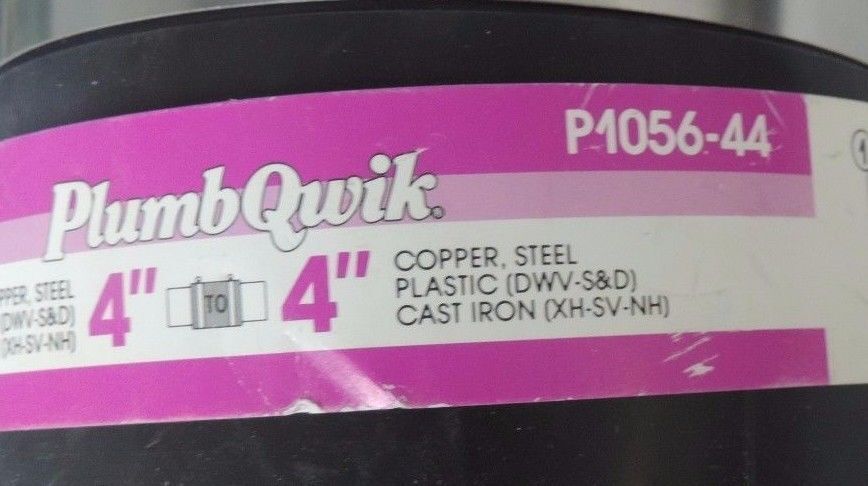 P1056-44
PlumbQwik.
STEEL
(DWV-S&D)
(XH-SV-NH)
4" TO 4"
COPPER, STEEL
PLASTIC (DWV-S&D)
CAST IRON (XH-SV-NH)